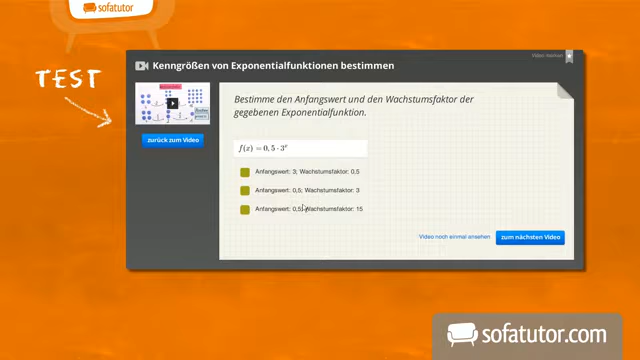 sofatutor
TEST
Video merken
Kenngrößen von Exponentialfunktionen bestimmen
Bestimme den Anfangswert und den Wachstumsfaktor der
gegebenen Exponentialfunktion.
zurück zum Video
f(x) = 0,5 · 3ˣ
Anfangswert: 3; Wachstumsfaktor: 0.5
Anfangswert: 0,5; Wachstumsfaktor: 3
Anfangswert: 0,5; Wachstumsfaktor: 15
Video noch einmal ansehen
zum nächsten Video
sofatutor.com